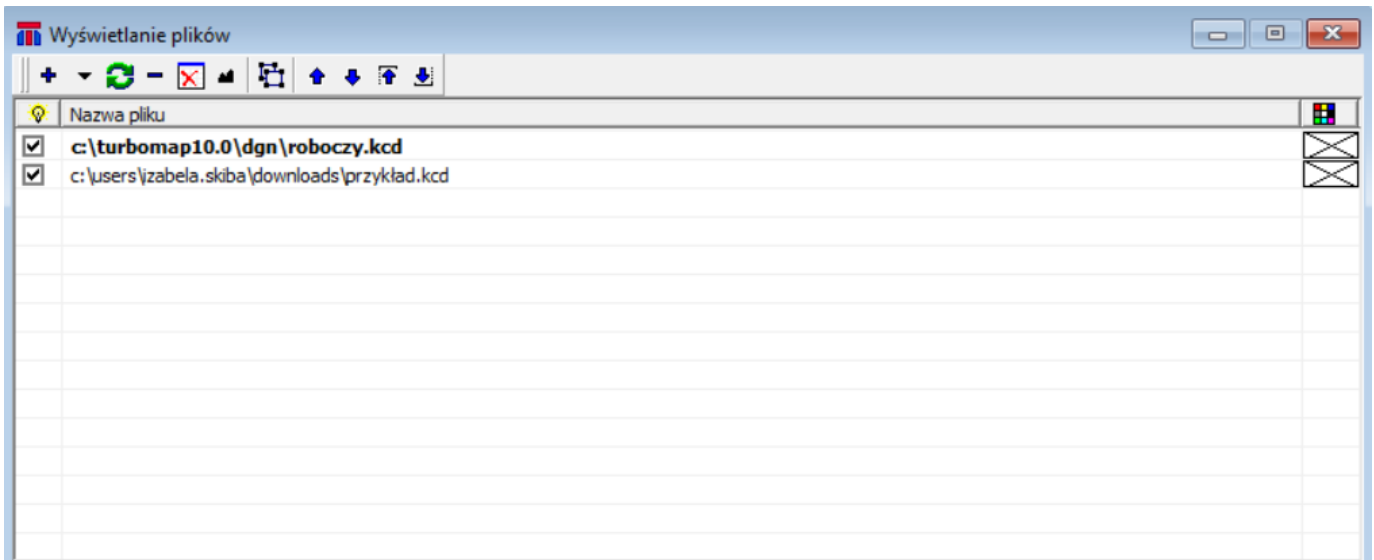 Wyświetlanie plików
Nazwa pliku
c:\turbomap10.0\dgn\roboczy.kcd
c:\users\izabela.skiba\downloads\przykład.kcd